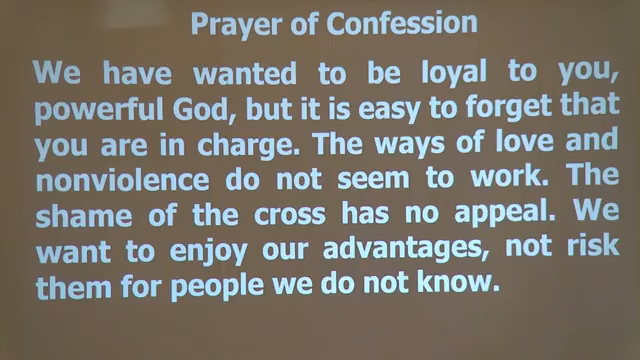 Prayer of Confession
We have wanted to be loyal to you,
powerful God, but it is easy to forget that
you are in charge. The ways of love and
nonviolence do not seem to work. The
shame of the cross has no appeal. We
want to enjoy our advantages, not risk
them for people we do not know.